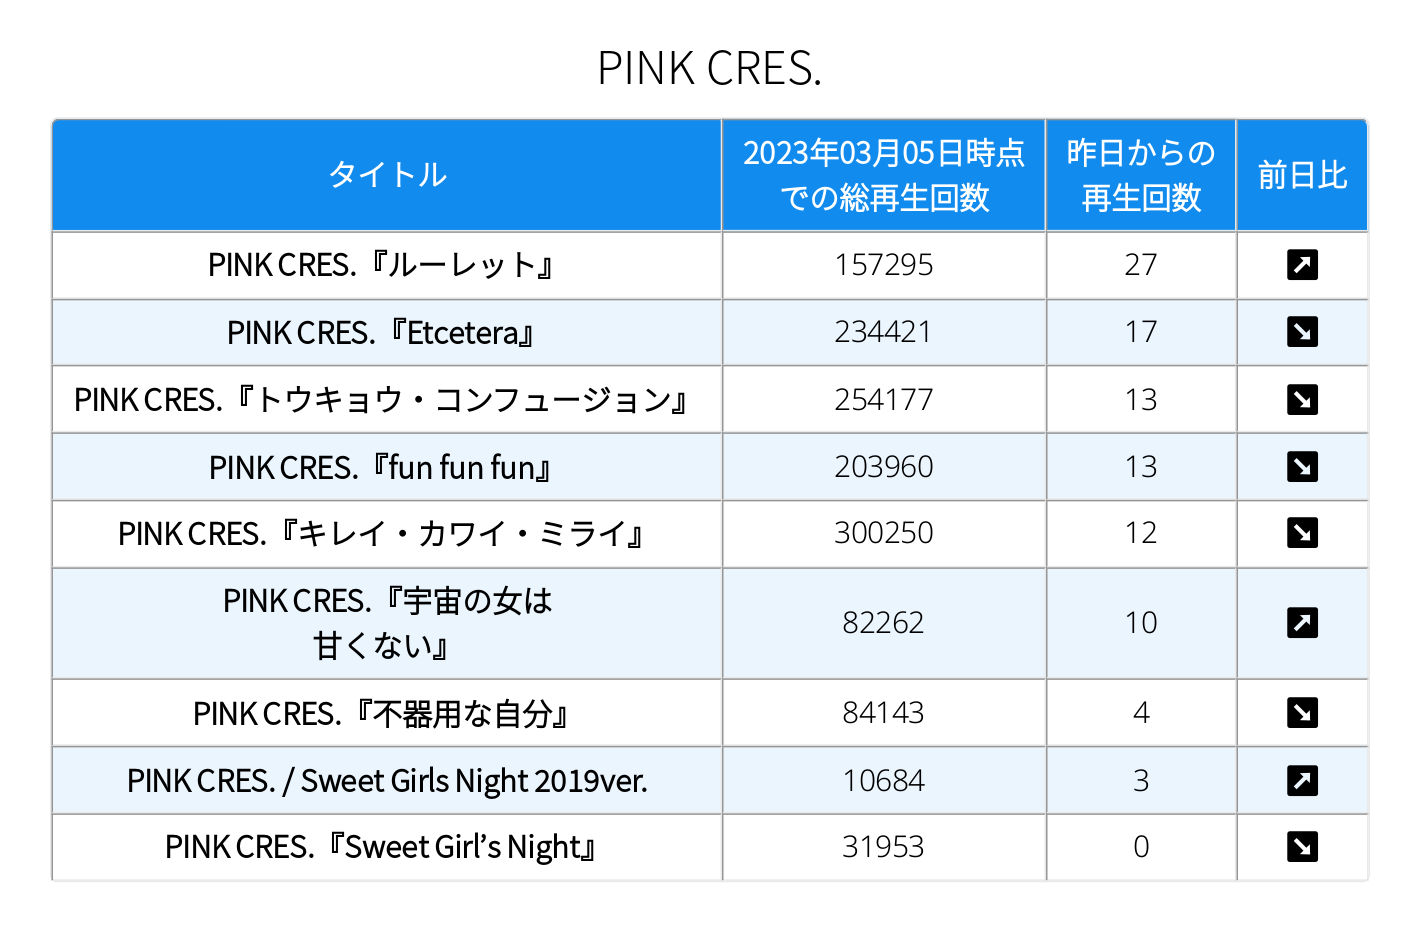 PINK CRES.
タイトル
2023年03月05日時点
での総再生回数
昨日からの
再生回数
前日比
PINK CRES.『ルーレット』 157295 27
PINK CRES.『Etcetera』 234421 17
PINK CRES.『トウキョウ・コンフュージョン』 254177 13
PINK CRES.『fun fun fun』 203960 13
PINK CRES.『キレイ・カワイ・ミライ』 300250 12
PINK CRES.『宇宙の女は
甘くない』 82262 10
PINK CRES.『不器用な自分』 84143 4
PINK CRES. / Sweet Girls Night 2019ver. 10684 3
PINK CRES.『Sweet Girl’s Night』 31953 0